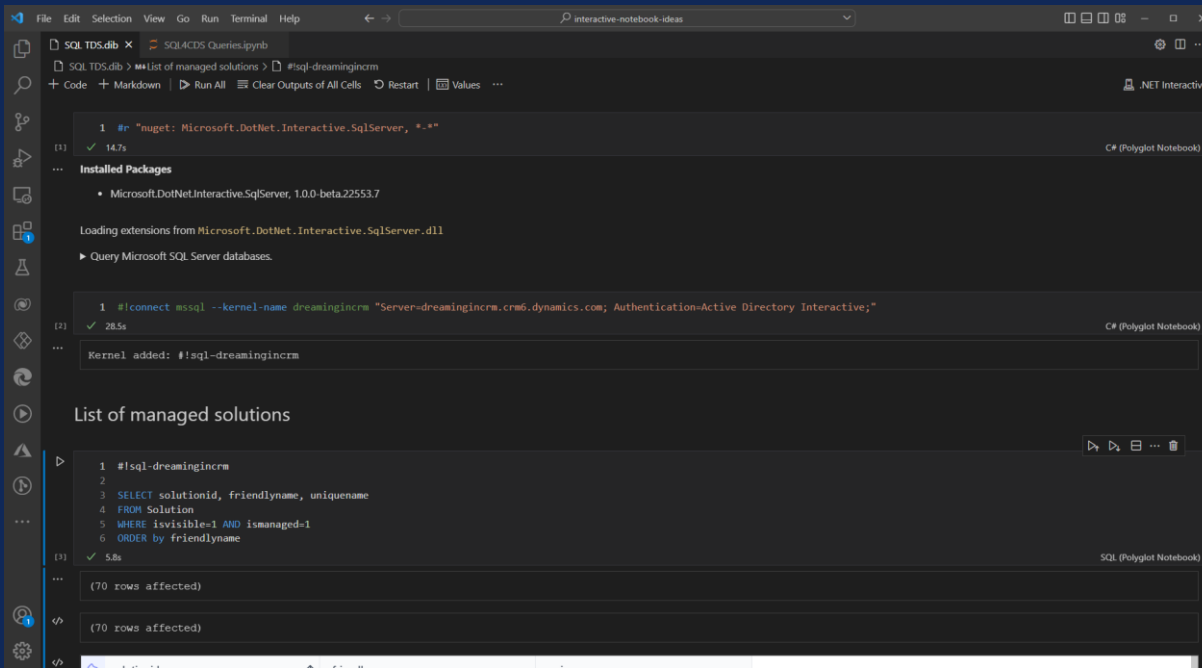 File Edit Selection View Go Run Terminal Help
interactive-notebook-ideas
SQL TDS.dib
SQL4CDS Queries.ipynb
SQL TDS.dib > M↓List of managed solutions > #!sql-dreamingincrm
+ Code + Markdown Run All Clear Outputs of All Cells Restart Values ...
.NET Interactiv
1 #r "nuget: Microsoft.DotNet.Interactive.SqlServer, *-*"
[1] ✓ 14.7s C# (Polyglot Notebook)
... Installed Packages
• Microsoft.DotNet.Interactive.SqlServer, 1.0.0-beta.22553.7
Loading extensions from Microsoft.DotNet.Interactive.SqlServer.dll
Query Microsoft SQL Server databases.
1 #!connect mssql --kernel-name dreamingincrm "Server=dreamingincrm.crm6.dynamics.com; Authentication=Active Directory Interactive;"
[2] ✓ 28.5s C# (Polyglot Notebook)
...
Kernel added: #!sql-dreamingincrm
List of managed solutions
1 #!sql-dreamingincrm
2
3 SELECT solutionid, friendlyname, uniquename
4 FROM Solution
5 WHERE isvisible=1 AND ismanaged=1
6 ORDER by friendlyname
[3] ✓ 5.8s SQL (Polyglot Notebook)
...
(70 rows affected)
(70 rows affected)